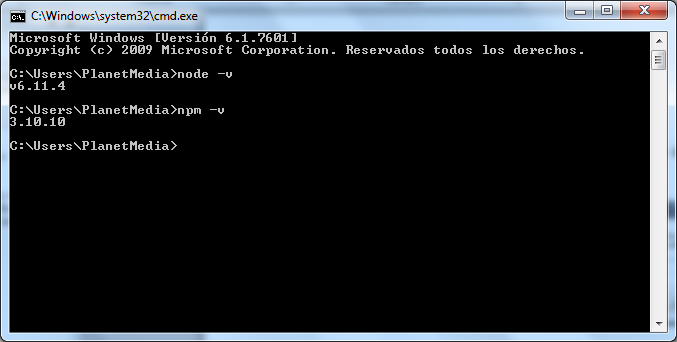 C:\Windows\system32\cmd.exe
Microsoft Windows [Versión 6.1.7601]
Copyright (c) 2009 Microsoft Corporation. Reservados todos los derechos.
C:\Users\PlanetMedia>node -v
v6.11.4
C:\Users\PlanetMedia>npm -v
3.10.10
C:\Users\PlanetMedia>